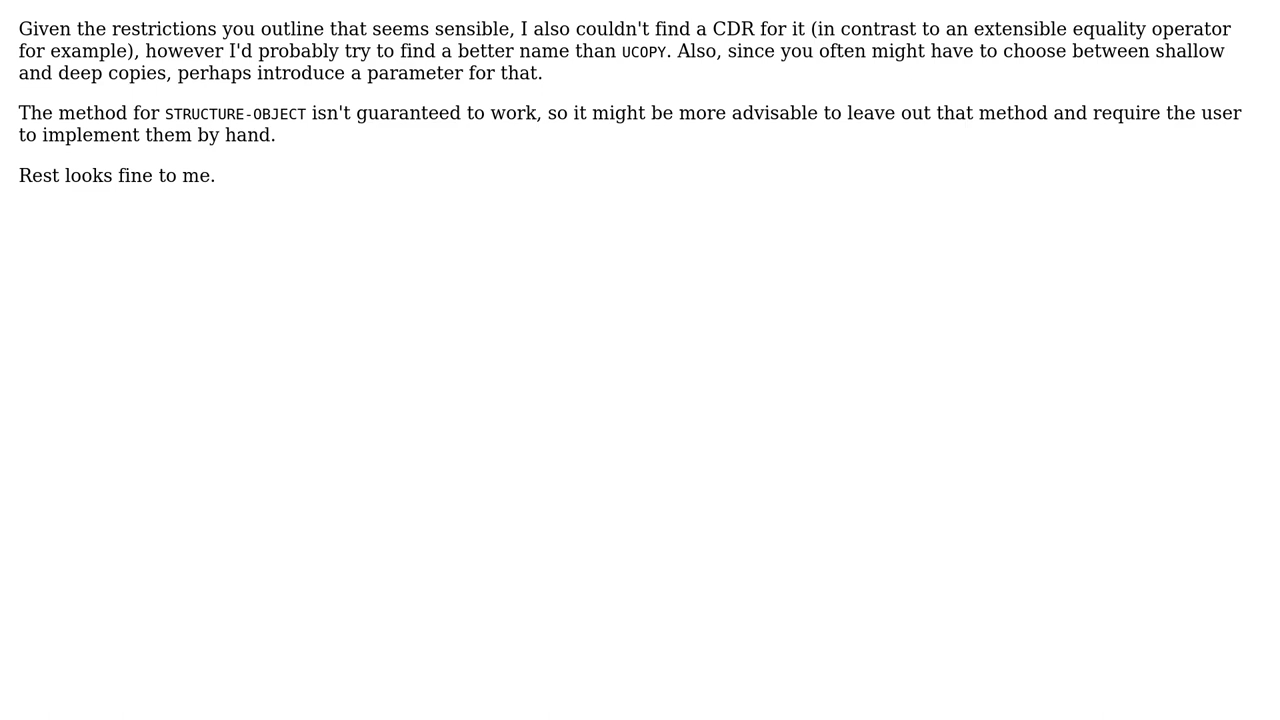 Given the restrictions you outline that seems sensible, I also couldn't find a CDR for it (in contrast to an extensible equality operator
for example), however I'd probably try to find a better name than UCOPY. Also, since you often might have to choose between shallow
and deep copies, perhaps introduce a parameter for that.
The method for STRUCTURE-OBJECT isn't guaranteed to work, so it might be more advisable to leave out that method and require the user
to implement them by hand.
Rest looks fine to me.